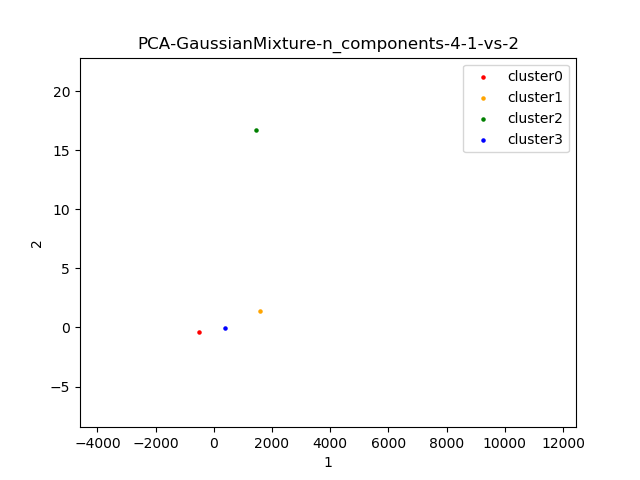 PCA-GaussianMixture-n_components-4-1-vs-2
cluster0
cluster1
cluster2
cluster3
20
15
10
5
0
−5
2
−4000 −2000 0 2000 4000 6000 8000 10000 12000
1